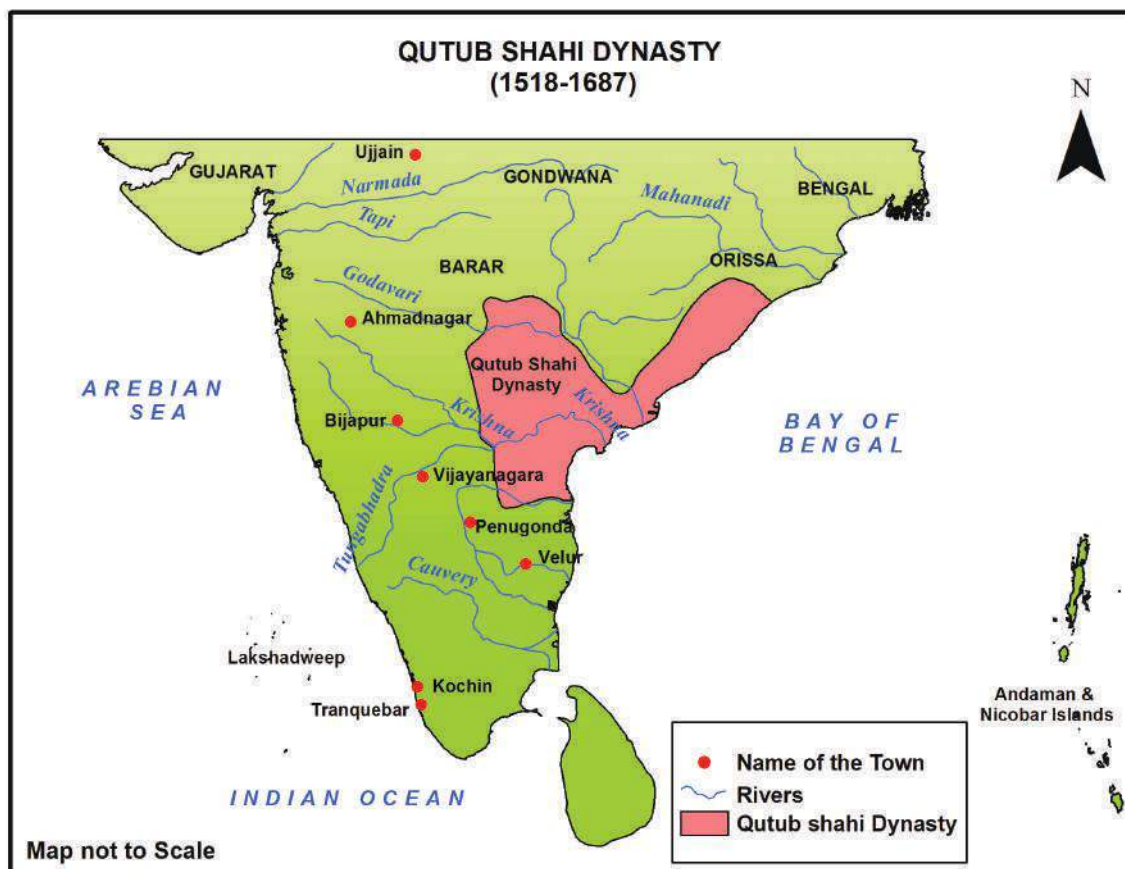 QUTUB SHAHI DYNASTY
(1518-1687)
N
Ujjain
GUJARAT
Narmada
GONDWANA
Mahanadi
BENGAL
Tapi
BARAR
ORISSA
Godavari
Ahmadnagar
Qutub Shahi
Dynasty
AREBIAN
SEA
Bijapur
Krishna
Krishna
BAY OF
BENGAL
Vijayanagara
Tungabhadra
Penugonda
Velur
Cauvery
Lakshadweep
Kochin
Tranquebar
Andaman &
Nicobar Islands
INDIAN OCEAN
Name of the Town
Rivers
Qutub shahi Dynasty
Map not to Scale